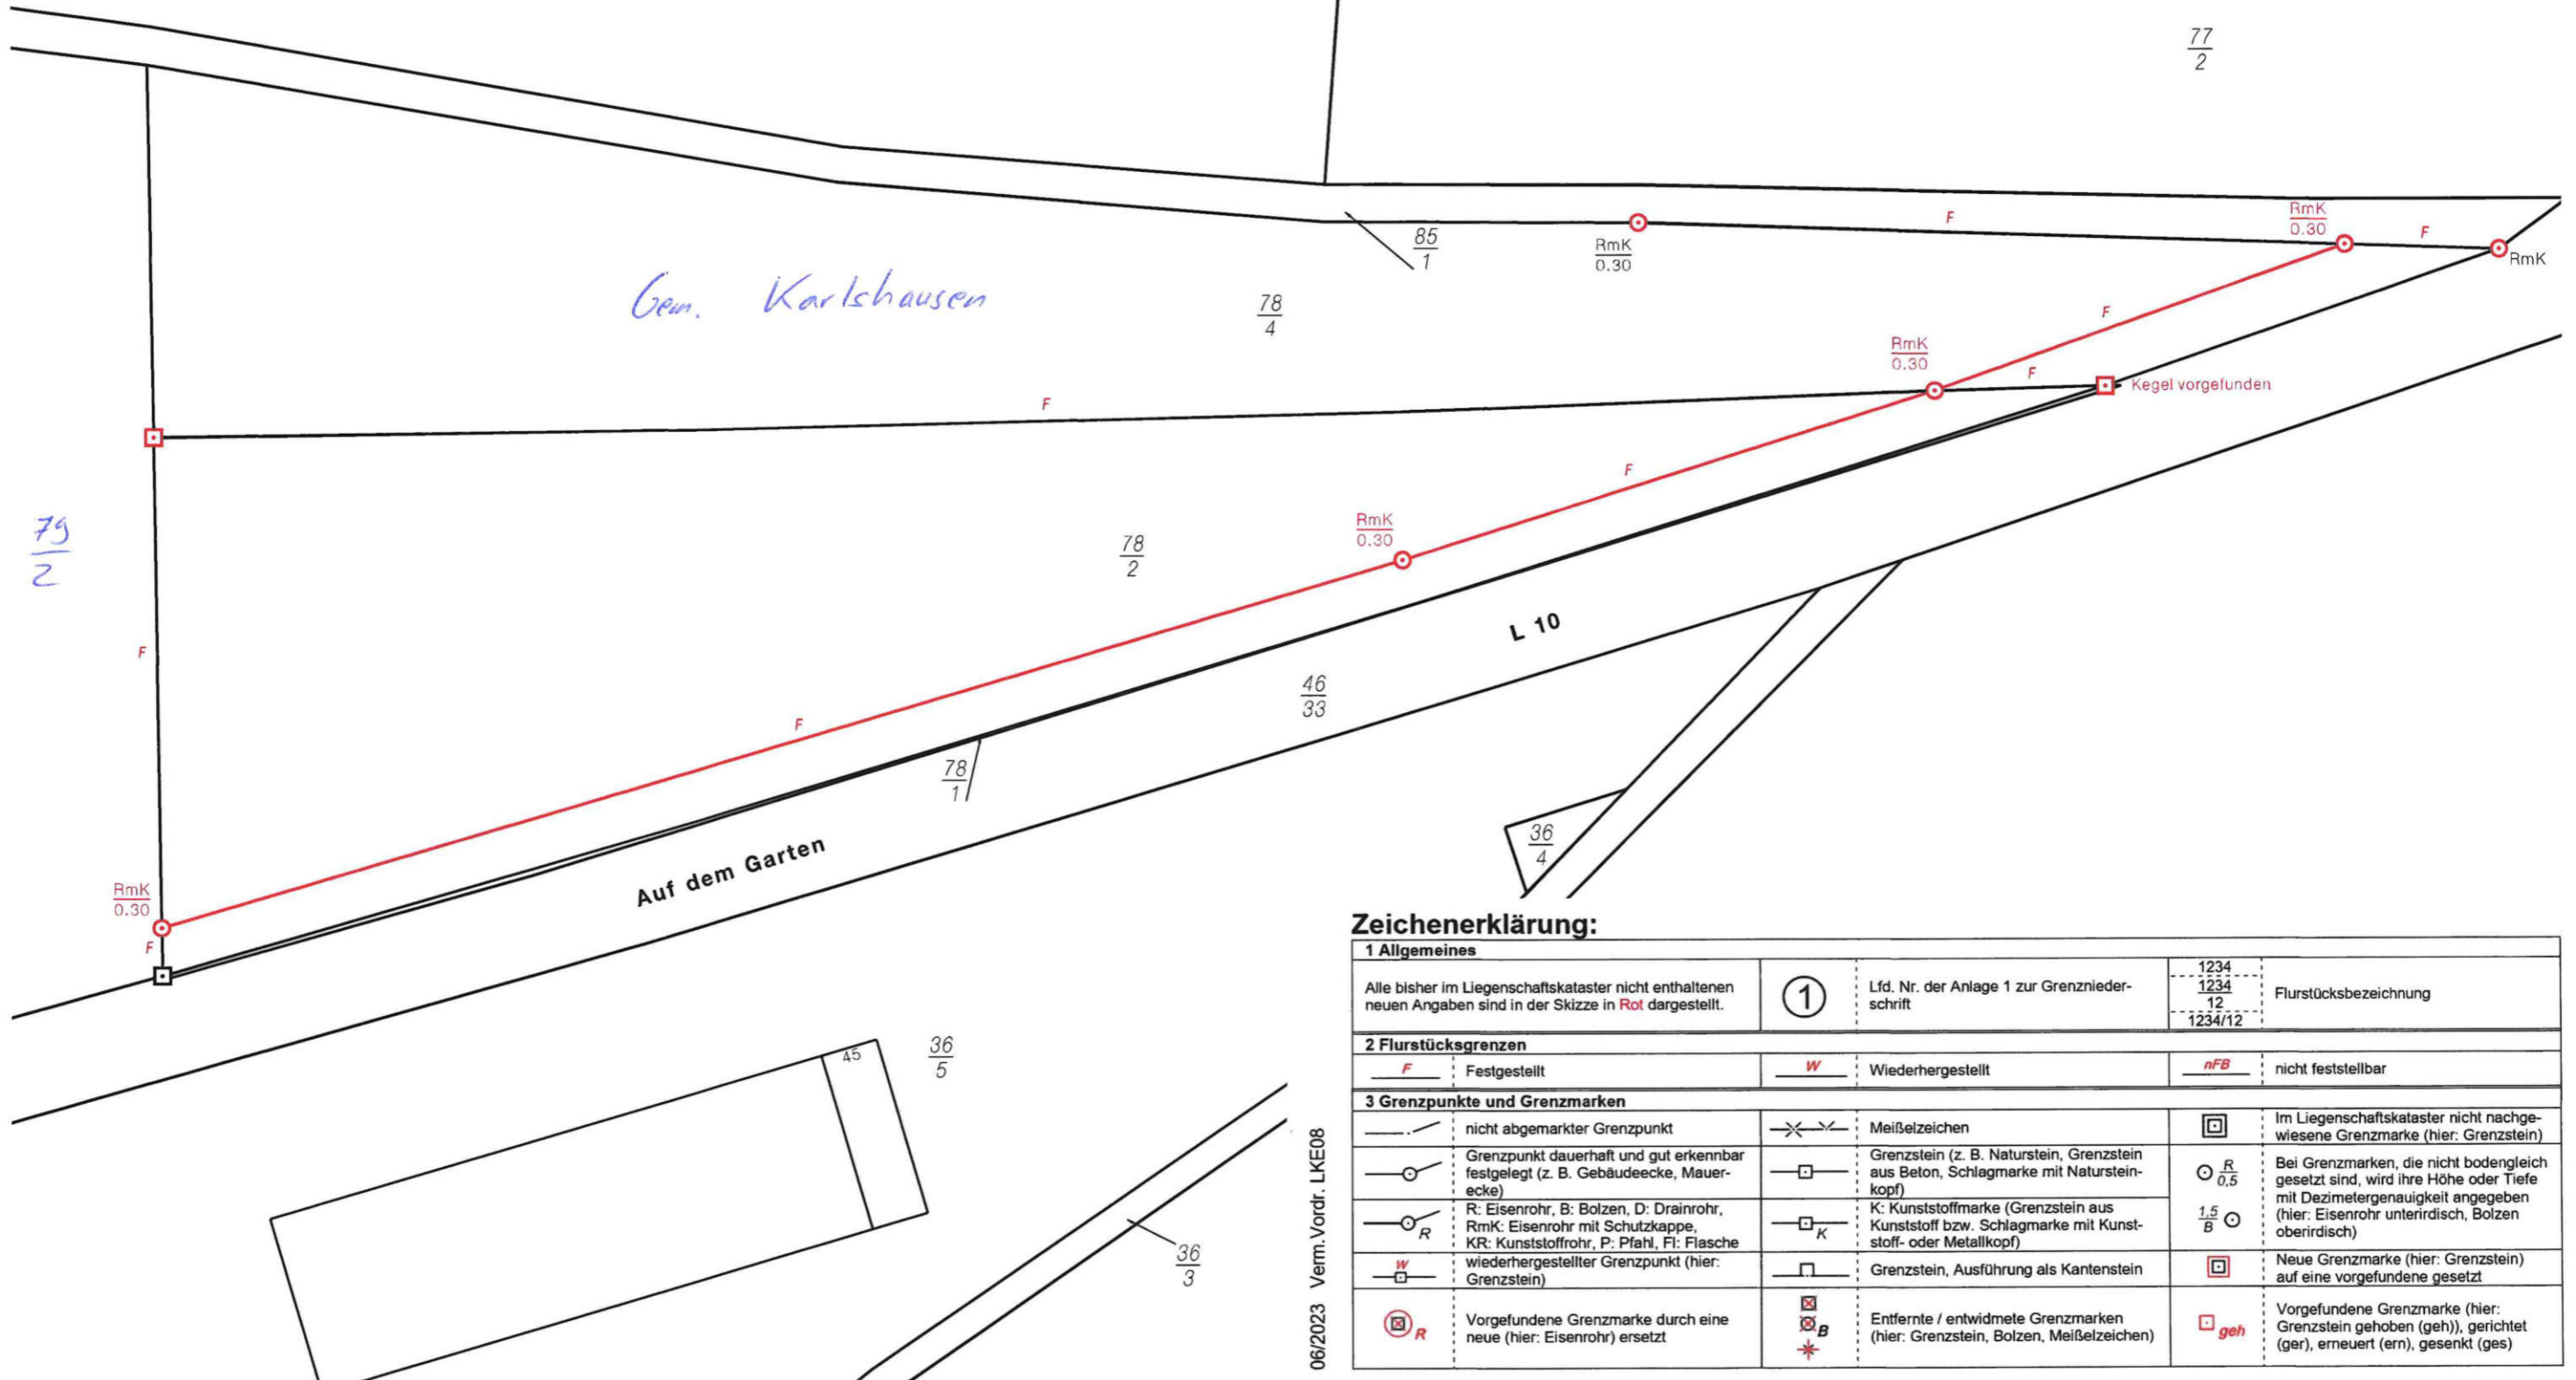 77
2
RmK
0.30
F
F
RmK
RmK
0.30
85
1
Gem. Karlshausen
78
4
F
RmK
0.30
F
Kegel vorgefunden
F
F
79
2
RmK
0.30
78
2
L 10
F
46
33
F
78
1
36
4
Auf dem Garten
RmK
0.30
F
45
36
5
36
3
06/2023 Verm.Vordr. LKE08
Zeichenerklärung:
1 Allgemeines
Alle bisher im Liegenschaftskataster nicht enthaltenen
neuen Angaben sind in der Skizze in Rot dargestellt.
1
Lfd. Nr. der Anlage 1 zur Grenznieder-
schrift
1234
1234
12
1234/12
Flurstücksbezeichnung
2 Flurstücksgrenzen
F
Festgestellt
W
Wiederhergestellt
nFB
nicht feststellbar
3 Grenzpunkte und Grenzmarken
nicht abgemarkter Grenzpunkt
Meißelzeichen
Im Liegenschaftskataster nicht nachge-
wiesene Grenzmarke (hier: Grenzstein)
Grenzpunkt dauerhaft und gut erkennbar
festgelegt (z. B. Gebäudeecke, Mauer-
ecke)
Grenzstein (z. B. Naturstein, Grenzstein
aus Beton, Schlagmarke mit Naturstein-
kopf)
R
0,5
1,5
B
Bei Grenzmarken, die nicht bodengleich
gesetzt sind, wird ihre Höhe oder Tiefe
mit Dezimetergenauigkeit angegeben
(hier: Eisenrohr unterirdisch, Bolzen
oberirdisch)
R
R: Eisenrohr, B: Bolzen, D: Drainrohr,
RmK: Eisenrohr mit Schutzkappe,
KR: Kunststoffrohr, P: Pfahl, Fl: Flasche
K
K: Kunststoffmarke (Grenzstein aus
Kunststoff bzw. Schlagmarke mit Kunst-
stoff- oder Metallkopf)
W
wiederhergestellter Grenzpunkt (hier:
Grenzstein)
Grenzstein, Ausführung als Kantenstein
Neue Grenzmarke (hier: Grenzstein)
auf eine vorgefundene gesetzt
R
Vorgefundene Grenzmarke durch eine
neue (hier: Eisenrohr) ersetzt
B
Entfernte / entwidmete Grenzmarken
(hier: Grenzstein, Bolzen, Meißelzeichen)
geh
Vorgefundene Grenzmarke (hier:
Grenzstein gehoben (geh)), gerichtet
(ger), erneuert (ern), gesenkt (ges)